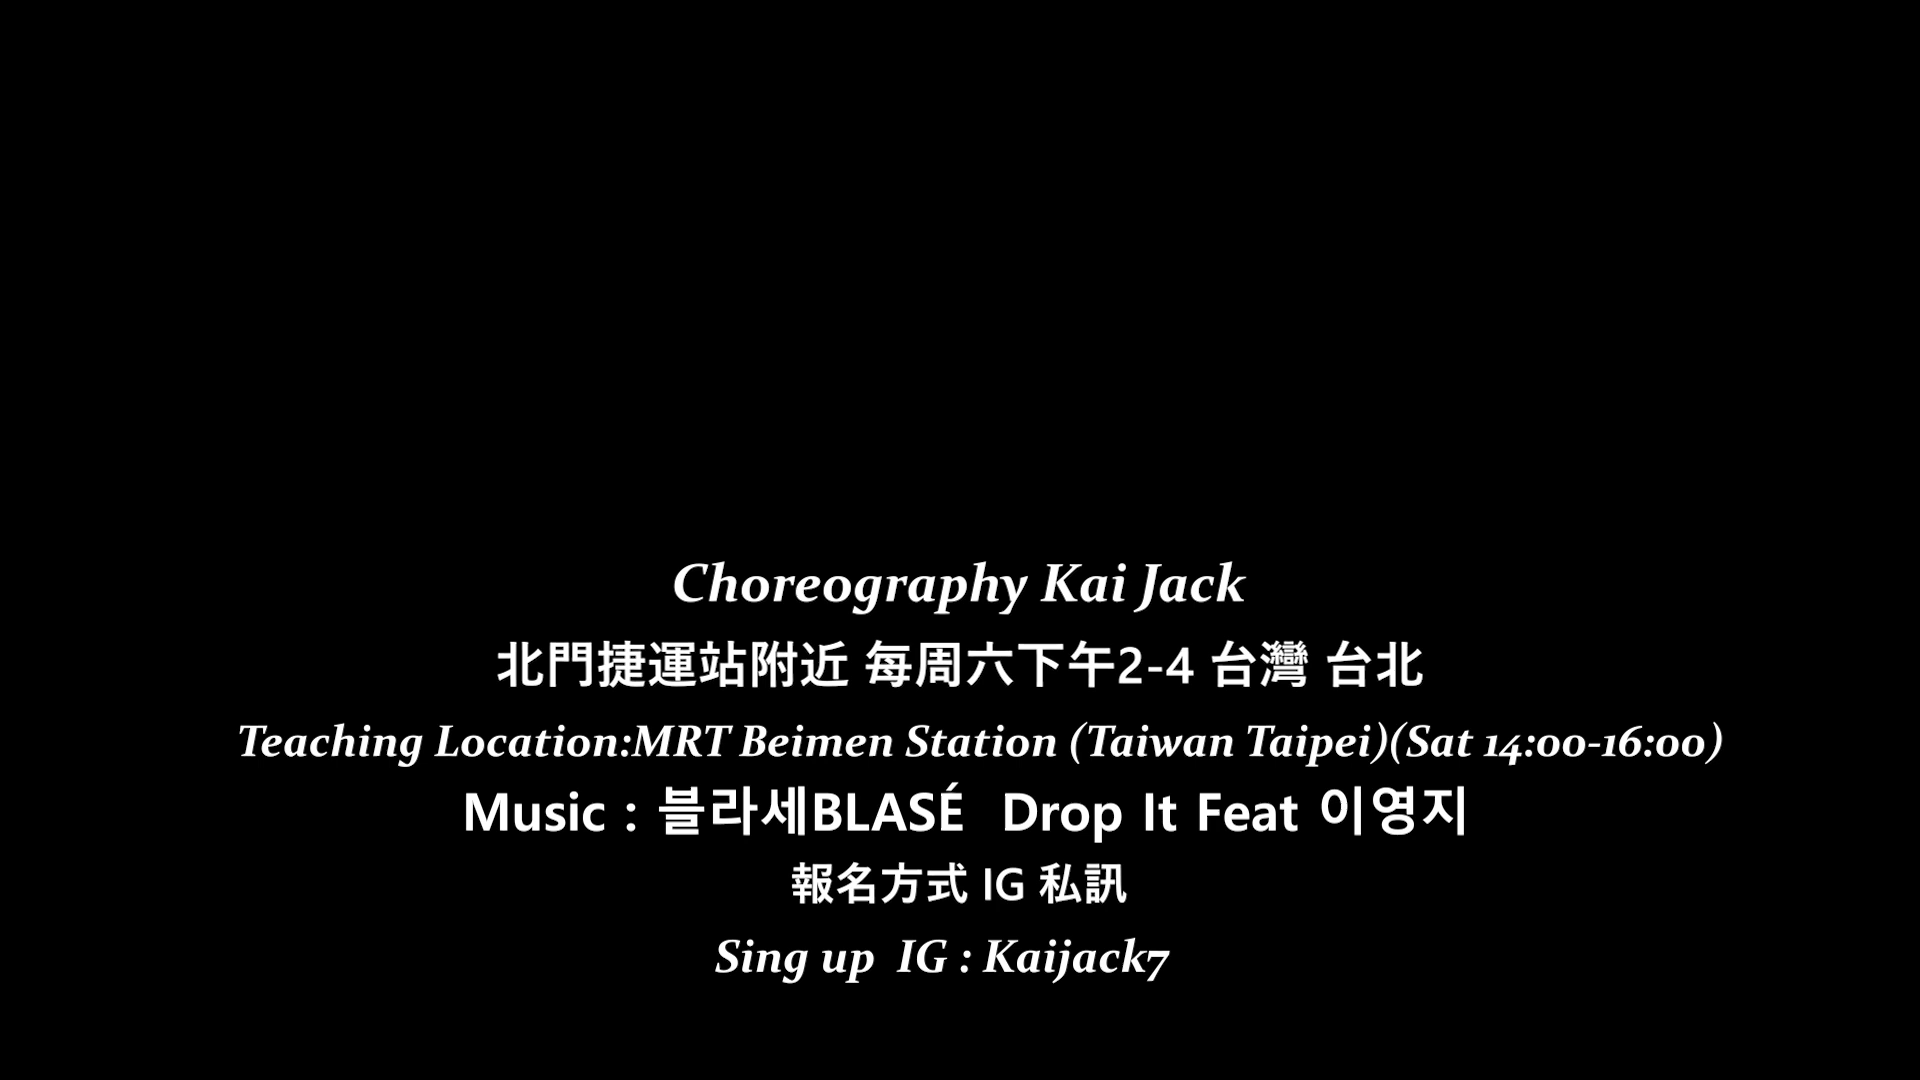 Choreography Kai Jack
北門捷運站附近 每周六下午2-4 台灣 台北
Teaching Location:MRT Beimen Station (Taiwan Taipei)(Sat 14:00-16:00)
Music : 블라세BLASÉ  Drop It Feat 이영지
報名方式 IG 私訊
Sing up  IG : Kaijack7